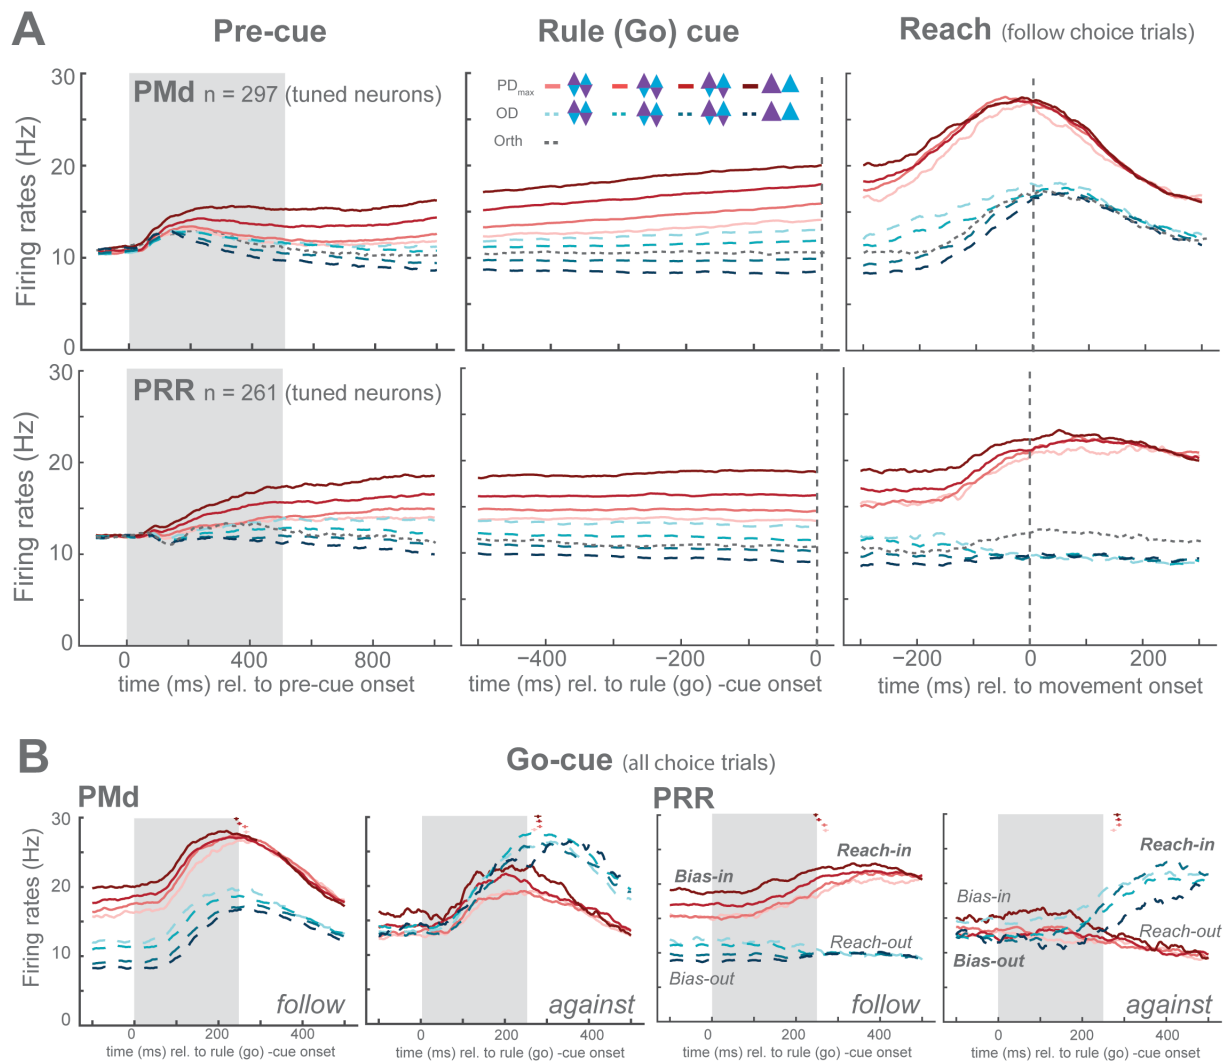 A
Pre-cue
Rule (Go) cue
Reach (follow choice trials)
PMd n = 297 (tuned neurons)
PDmax
OD
Orth
Firing rates (Hz)
30
20
10
0
PRR n = 261 (tuned neurons)
Firing rates (Hz)
30
20
10
0
0 400 800
−400 −200 0
−200 0 200
time (ms) rel. to pre-cue onset
time (ms) rel. to rule (go) -cue onset
time (ms) rel. to movement onset
B
Go-cue (all choice trials)
PMd
PRR
Firing rates (Hz)
30
20
10
0
follow
against
Bias-in
Reach-in
Bias-out
Reach-out
follow
Bias-in
Reach-in
Bias-out
Reach-out
against
0 200 400
0 200 400
0 200 400
0 200 400
time (ms) rel. to rule (go) -cue onset
time (ms) rel. to rule (go) -cue onset
time (ms) rel. to rule (go) -cue onset
time (ms) rel. to rule (go) -cue onset